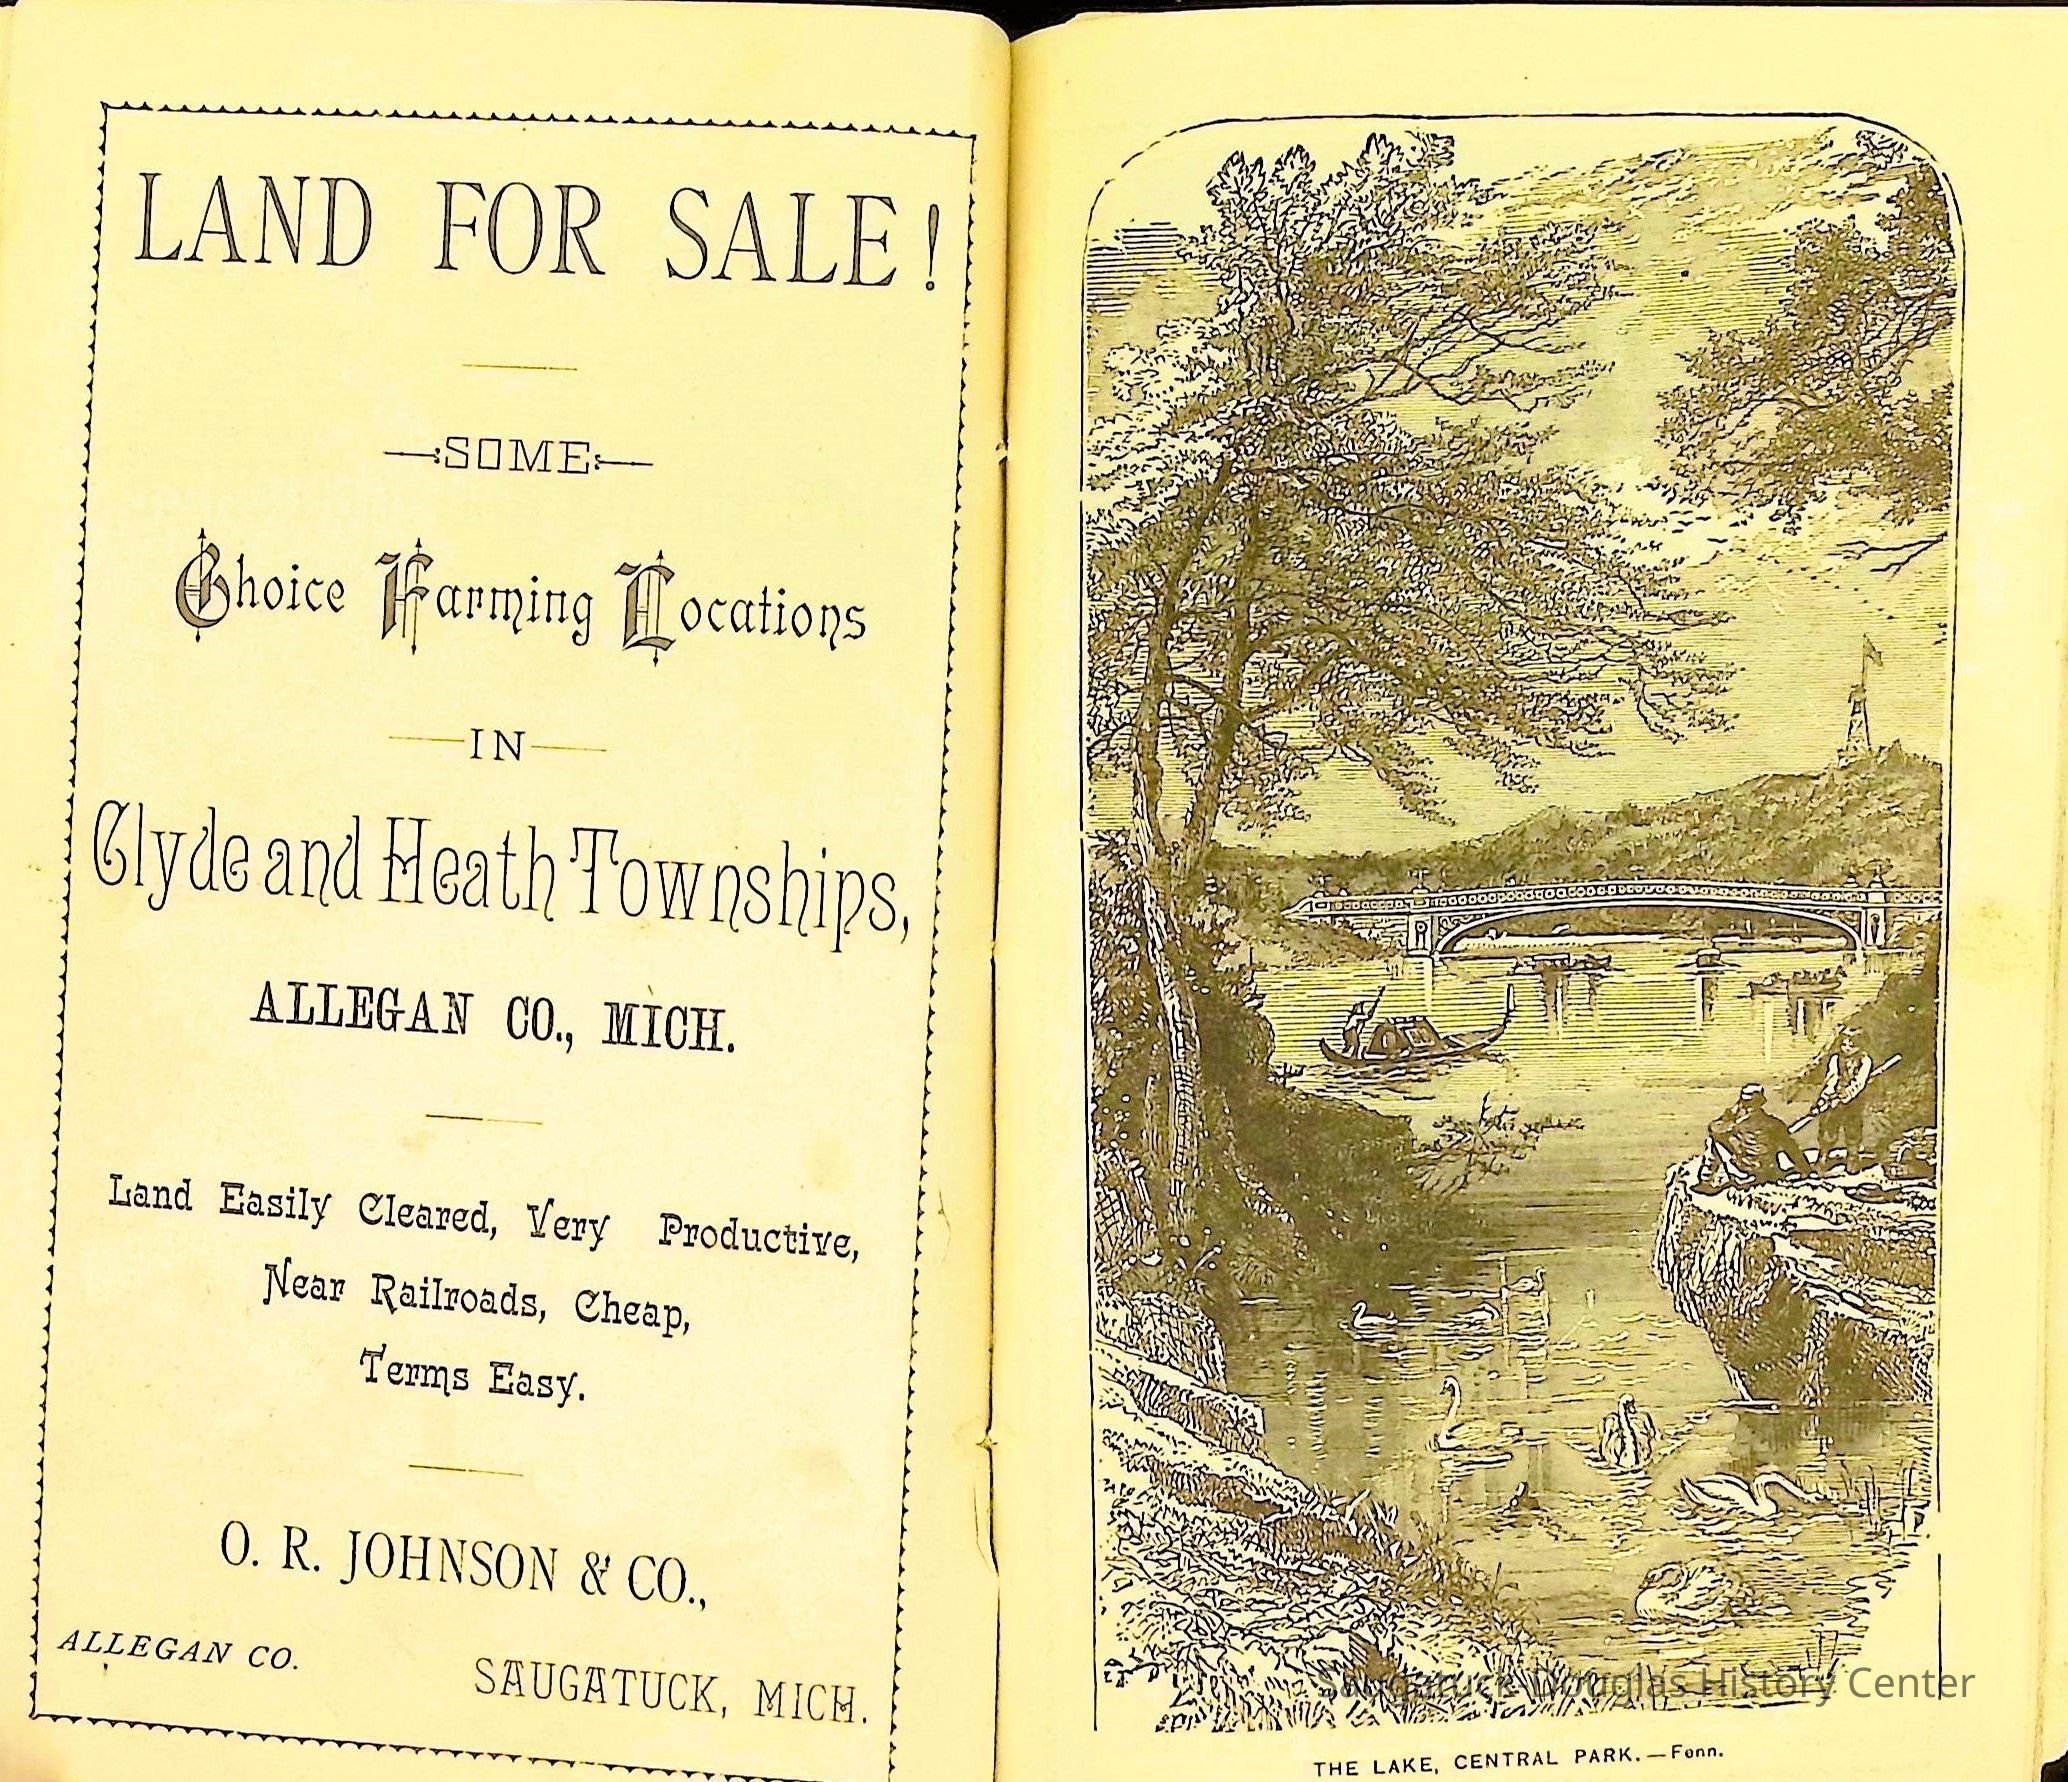 LAND FOR SALE!
SOME
Choice Farming Locations
IN
Clyde and Heath Townships,
ALLEGAN CO., MICH.
Land Easily Cleared, Very Productive,
Near Railroads, Cheap,
Terms Easy.
O. R. JOHNSON & CO.,
ALLEGAN CO.
SAUGATUCK, MICH.
Saugatuck-Douglas History Center
THE LAKE, CENTRAL PARK.—Fenn.